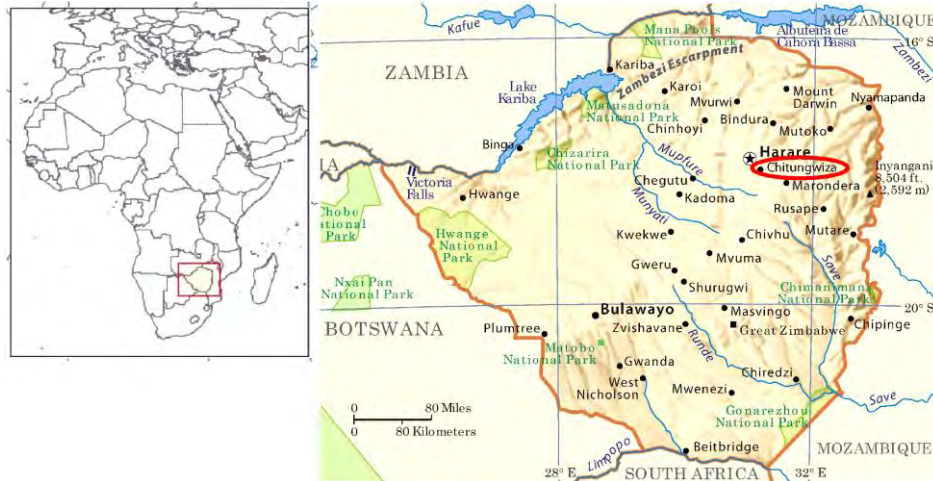 MOZAMBIQUE
Kafue
Mana Pools
National Park
Albufeira de
Cahora Bassa
16° S
Zambezi
ZAMBIA
Kariba
Zambezi Escarpment
Lake
Kariba
Karoi
Mount
Darwin
Mvurwi
Nyamapanda
Matusadona
National Park
Bindura
Chinhoyi
Mutoko
Binga
Harare
Chizarira
National Park
Mupfure
Chitungwiza
Inyangani
8,504 ft.
(2,592 m)
Victoria
Falls
Hwange
Chegutu
Marondera
Kadoma
Munyati
Rusape
Chobe
National
Park
Hwange
National
Park
Kwekwe
Chivhu
Mutare
Mvuma
Save
Gweru
Nxai Pan
National Park
Shurugwi
Chimanimani
National Park
20° S
BOTSWANA
Bulawayo
Masvingo
Plumtree
Zvishavane
Great Zimbabwe
Chipinge
Matobo
National Park
Runde
Gwanda
West
Nicholson
Chiredzi
Mwenezi
Save
0 80 Miles
0 80 Kilometers
Gonarezhou
National Park
Beitbridge
MOZAMBIQUE
Limpopo
28° E
SOUTH AFRICA
32° E